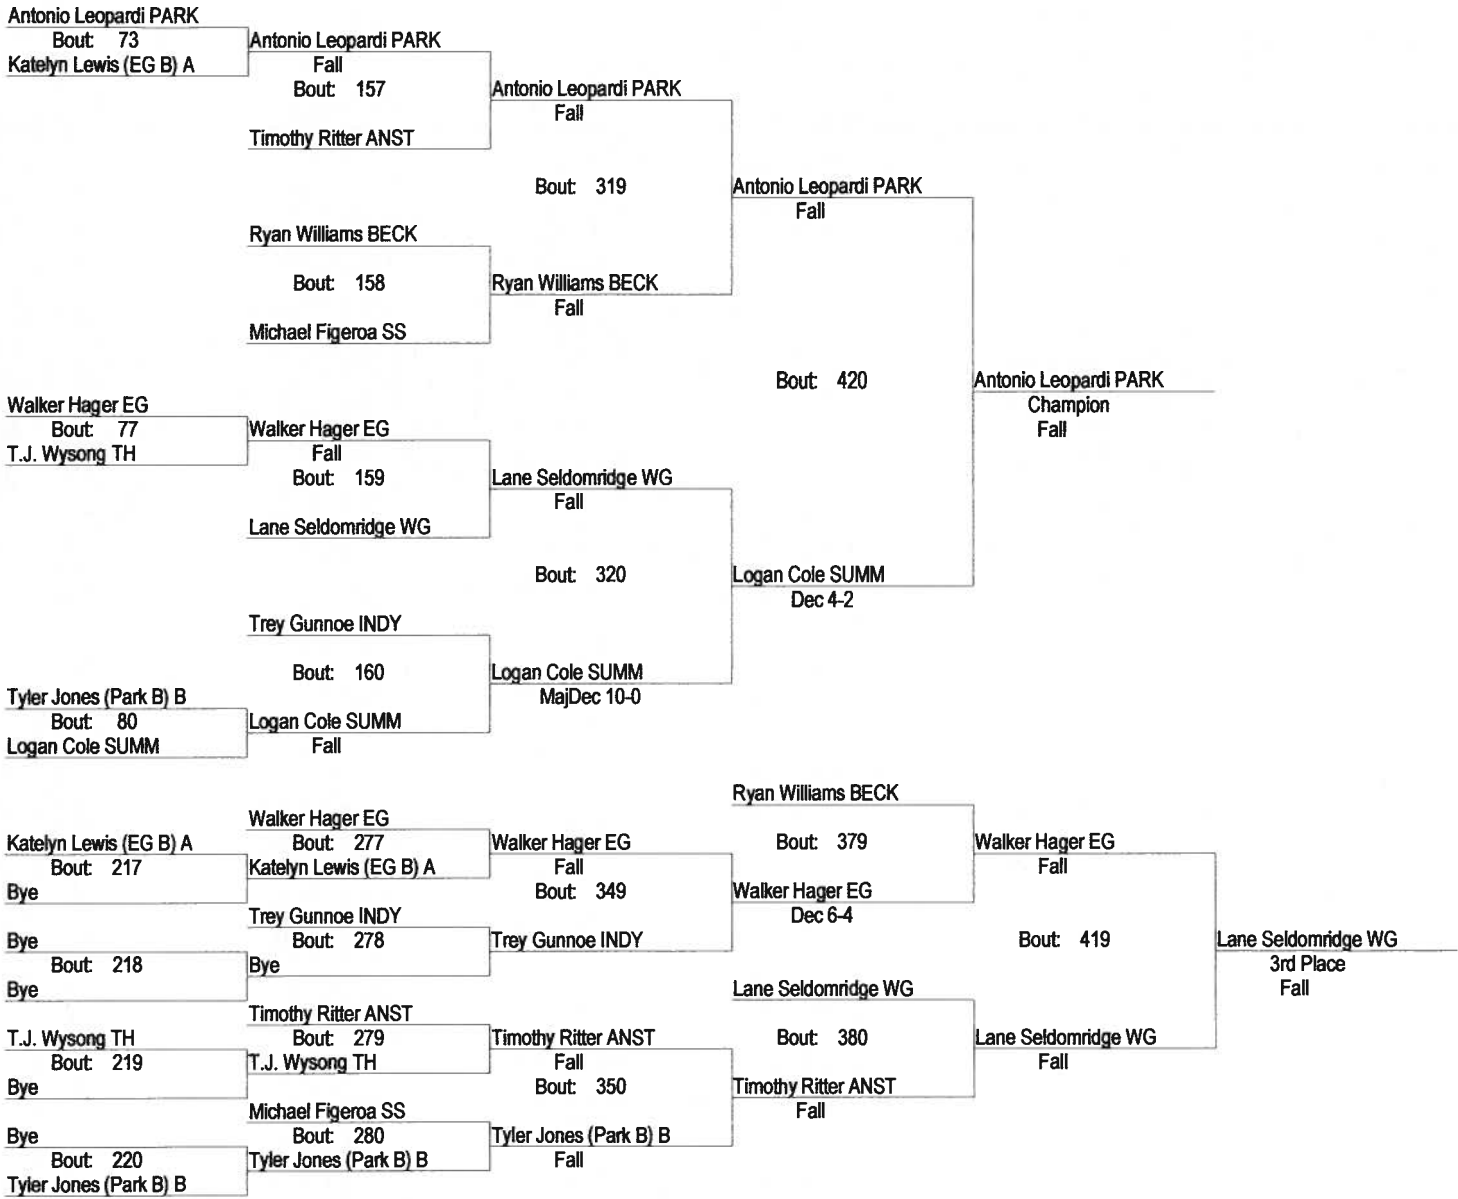 Antonio Leopardi PARK
Bout: 73
Katelyn Lewis (EG B) A
Antonio Leopardi PARK
Fall
Bout: 157
Timothy Ritter ANST
Antonio Leopardi PARK
Fall
Bout: 319
Ryan Williams BECK
Bout: 158
Michael Figeroa SS
Ryan Williams BECK
Fall
Antonio Leopardi PARK
Fall
Bout: 420
Antonio Leopardi PARK
Champion
Fall
Walker Hager EG
Bout: 77
T.J. Wysong TH
Walker Hager EG
Fall
Bout: 159
Lane Seldomridge WG
Lane Seldomridge WG
Fall
Bout: 320
Logan Cole SUMM
Dec 4-2
Trey Gunnoe INDY
Bout: 160
Logan Cole SUMM
MajDec 10-0
Tyler Jones (Park B) B
Bout: 80
Logan Cole SUMM
Logan Cole SUMM
Fall
Katelyn Lewis (EG B) A
Bout: 217
Bye
Walker Hager EG
Bout: 277
Katelyn Lewis (EG B) A
Walker Hager EG
Fall
Bout: 349
Bye
Bout: 218
Bye
Trey Gunnoe INDY
Bout: 278
Bye
Trey Gunnoe INDY
Ryan Williams BECK
Bout: 379
Walker Hager EG
Dec 6-4
Walker Hager EG
Fall
Bout: 419
Lane Seldomridge WG
3rd Place
Fall
T.J. Wysong TH
Bout: 219
Bye
Timothy Ritter ANST
Bout: 279
T.J. Wysong TH
Timothy Ritter ANST
Fall
Bout: 350
Bye
Bout: 220
Tyler Jones (Park B) B
Michael Figeroa SS
Bout: 280
Tyler Jones (Park B) B
Tyler Jones (Park B) B
Fall
Lane Seldomridge WG
Bout: 380
Timothy Ritter ANST
Fall
Lane Seldomridge WG
Fall